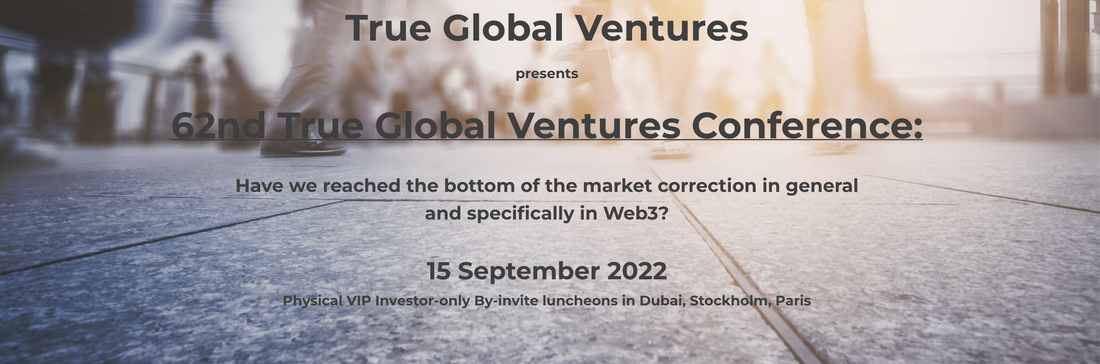 True Global Ventures
presents
62nd True Global Ventures Conference:
Have we reached the bottom of the market correction in general
and specifically in Web3?
15 September 2022
Physical VIP Investor-only By-invite luncheons in Dubai, Stockholm, Paris